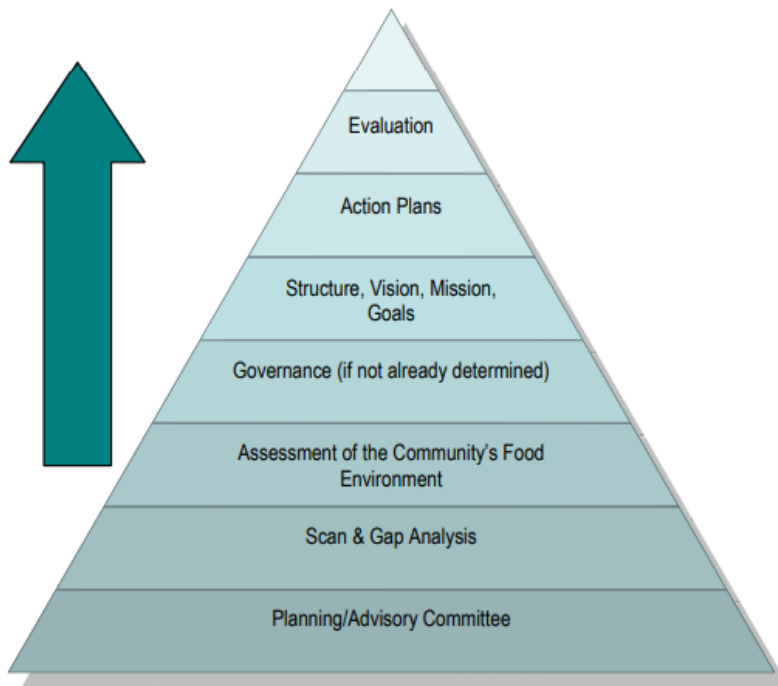 Evaluation
Action Plans
Structure, Vision, Mission,
Goals
Governance (if not already determined)
Assessment of the Community's Food
Environment
Scan & Gap Analysis
Planning/Advisory Committee